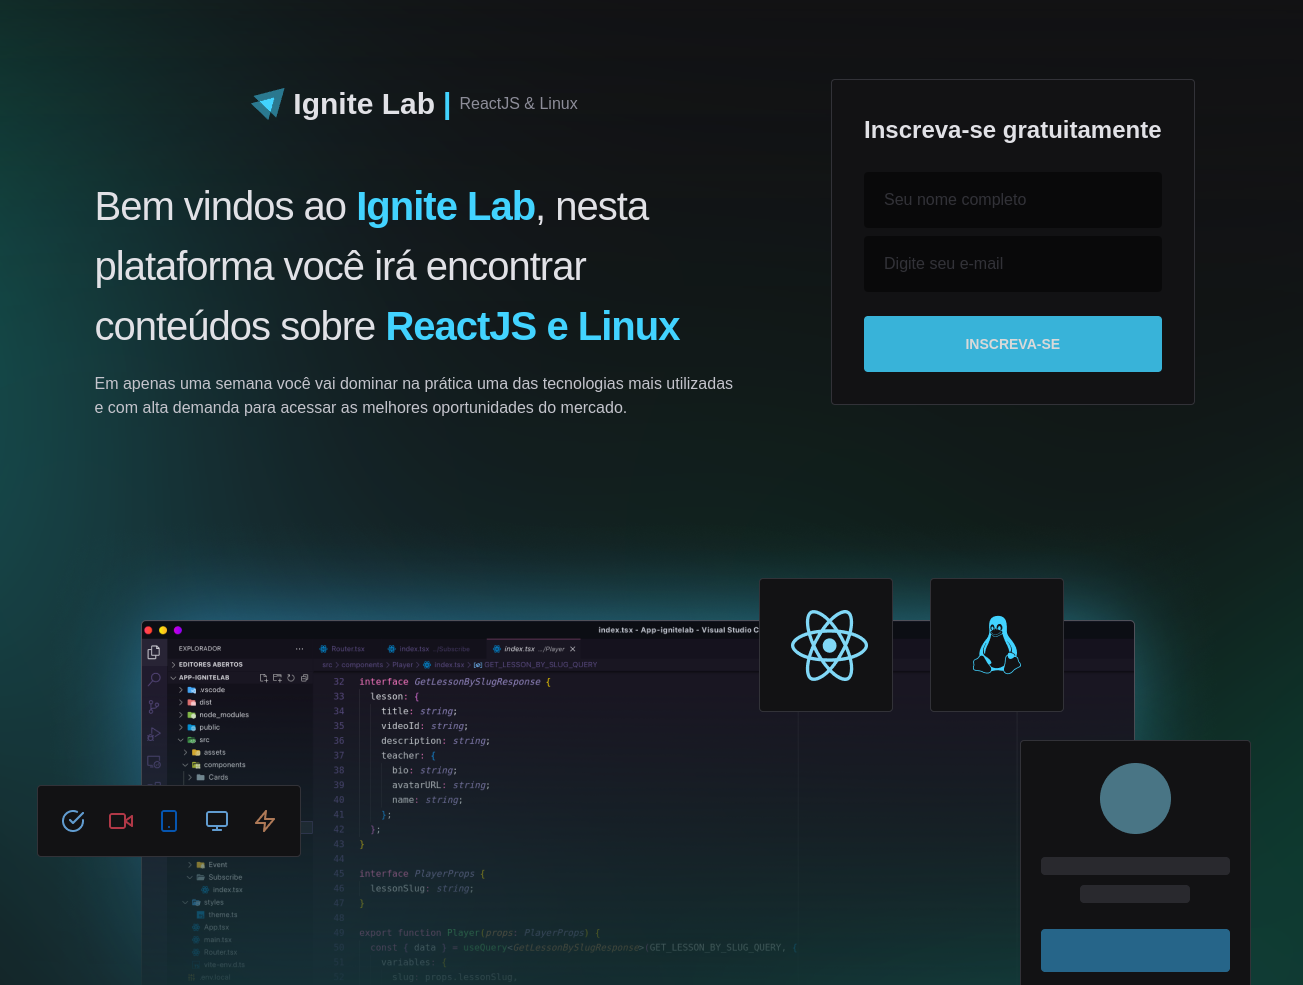 Ignite Lab | ReactJS & Linux
Bem vindos ao Ignite Lab, nesta
plataforma você irá encontrar
conteúdos sobre ReactJS e Linux
Em apenas uma semana você vai dominar na prática uma das tecnologias mais utilizadas
e com alta demanda para acessar as melhores oportunidades do mercado.
Inscreva-se gratuitamente
Seu nome completo
Digite seu e-mail
INSCREVA-SE
index.tsx - App-ignitelab - Visual Studio C
EXPLORADOR
EDITORES ABERTOS
APP-IGNITELAB
.vscode
dist
node_modules
public
src
assets
components
Cards
Event
Subscribe
index.tsx
styles
theme.ts
App.tsx
main.tsx
Router.tsx
vite-env.d.ts
.env.local
Router.tsx
index.tsx .../Subscribe
index.tsx .../Player
src > components > Player > index.tsx > GET_LESSON_BY_SLUG_QUERY
32 interface GetLessonBySlugResponse {
33 lesson: {
34 title: string;
35 videoId: string;
36 description: string;
37 teacher: {
38 bio: string;
39 avatarURL: string;
40 name: string;
41 };
42 };
43 }
44
45 interface PlayerProps {
46 lessonSlug: string;
47 }
48
49 export function Player(props: PlayerProps) {
50 const { data } = useQuery<GetLessonBySlugResponse>(GET_LESSON_BY_SLUG_QUERY, {
51 variables: {
52 slug: props.lessonSlug,